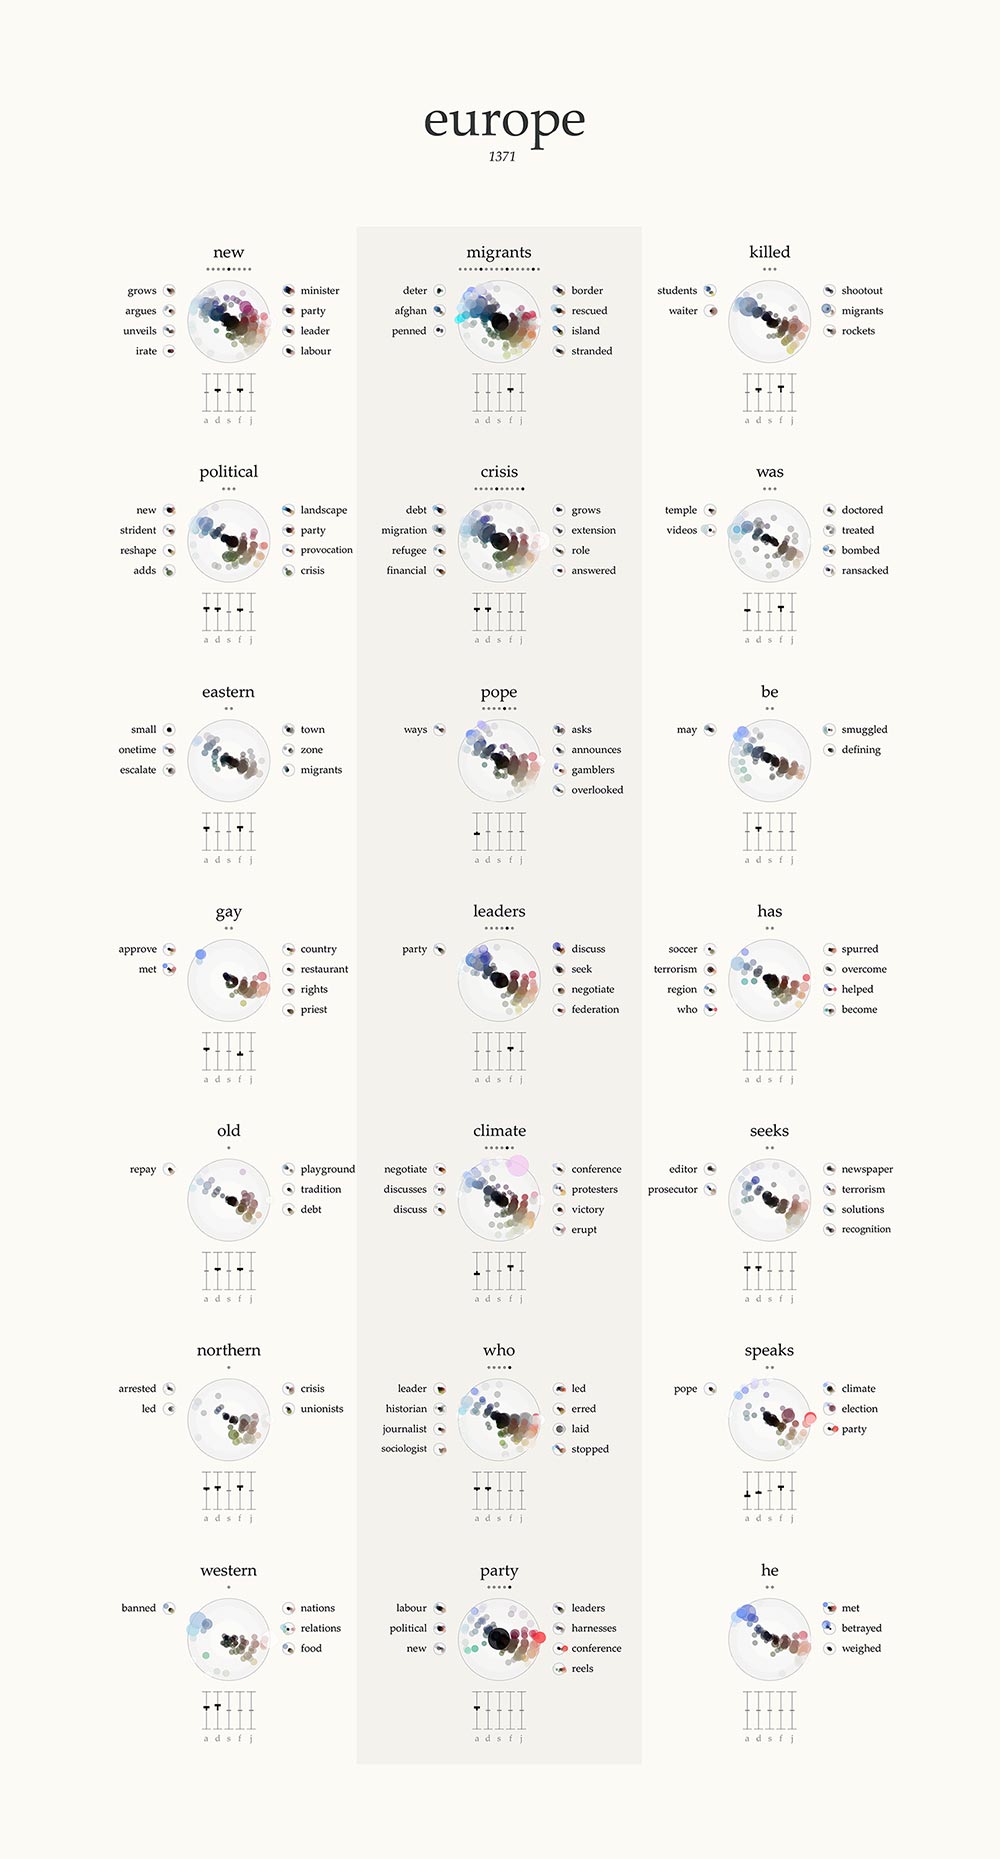 europe
1371
new
grows minister
argues party
unveils leader
irate labour
a d s f j
migrants
deter border
afghan rescued
penned island
stranded
a d s f j
killed
students shootout
waiter migrants
rockets
a d s f j
political
new landscape
strident party
reshape provocation
adds crisis
a d s f j
crisis
debt grows
migration extension
refugee role
financial answered
a d s f j
was
temple doctored
videos treated
bombed
ransacked
a d s f j
eastern
small town
onetime zone
escalate migrants
a d s f j
pope
ways asks
announces
gamblers
overlooked
a d s f j
be
may smuggled
defining
a d s f j
gay
approve country
met restaurant
rights
priest
a d s f j
leaders
party discuss
seek
negotiate
federation
a d s f j
has
soccer spurred
terrorism overcome
region helped
who become
a d s f j
old
repay playground
tradition
debt
a d s f j
climate
negotiate conference
discusses protesters
discuss victory
erupt
a d s f j
seeks
editor newspaper
prosecutor terrorism
solutions
recognition
a d s f j
northern
arrested crisis
led unionists
a d s f j
who
leader led
historian erred
journalist laid
sociologist stopped
a d s f j
speaks
pope climate
election
party
a d s f j
western
banned nations
relations
food
a d s f j
party
labour leaders
political harnesses
new conference
reels
a d s f j
he
met
betrayed
weighed
a d s f j